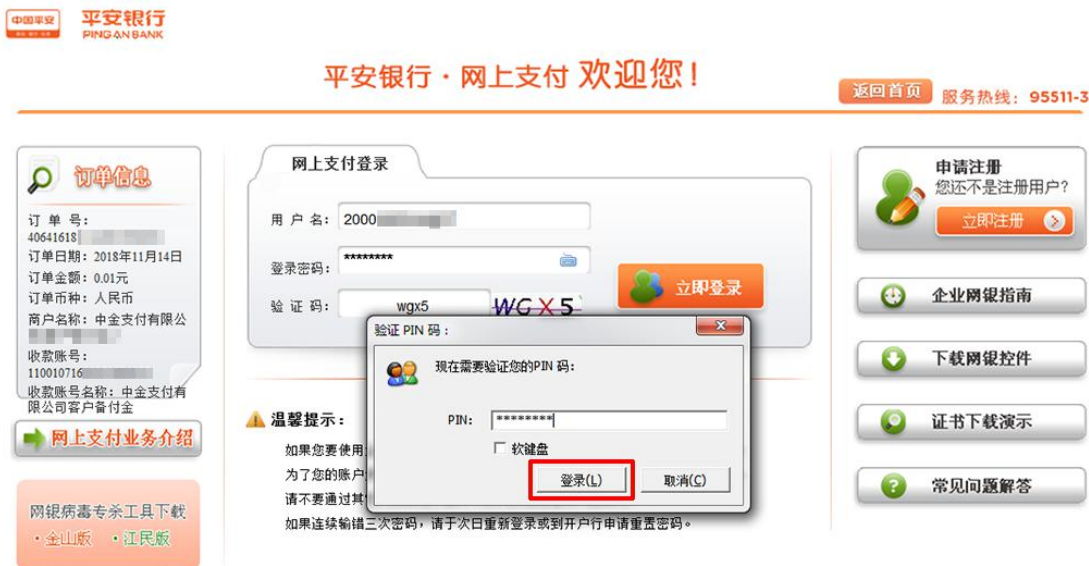 中国平安
平安银行
PING AN BANK
平安银行·网上支付 欢迎您！
返回首页
服务热线：95511-3
订单信息
订 单 号：
40641618
订单日期：2018年11月14日
订单金额：0.01元
订单币种：人民币
商户名称：中金支付有限公
收款账号：
110010716
收款账号名称：中金支付有
限公司客户备付金
网上支付业务介绍
网银病毒专杀工具下载
·金山版 ·江民版
网上支付登录
用 户 名：2000
登录密码：********
验 证 码：wgx5 WGX5
立即登录
验证 PIN 码：
现在需要验证您的PIN 码：
PIN：********
软键盘
登录(L) 取消(C)
温馨提示：
如果您要使用
为了您的账户
请不要通过其
如果连续输错三次密码，请于次日重新登录或到开户行申请重置密码。
申请注册
您还不是注册用户？
立即注册
企业网银指南
下载网银控件
证书下载演示
常见问题解答